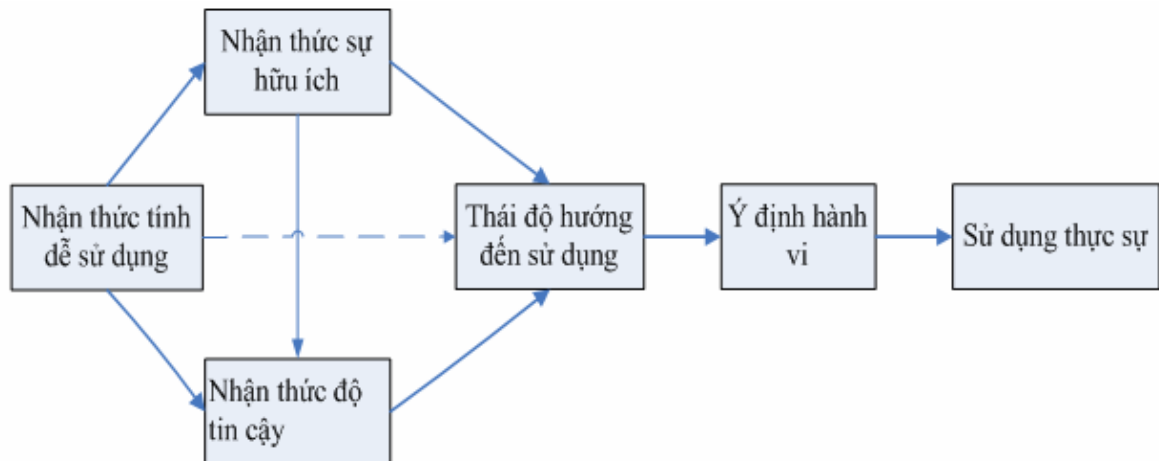 Nhận thức sự
hữu ích
Nhận thức tính
dễ sử dụng
Thái độ hướng
đến sử dụng
Ý định hành
vi
Sử dụng thực sự
Nhận thức độ
tin cậy